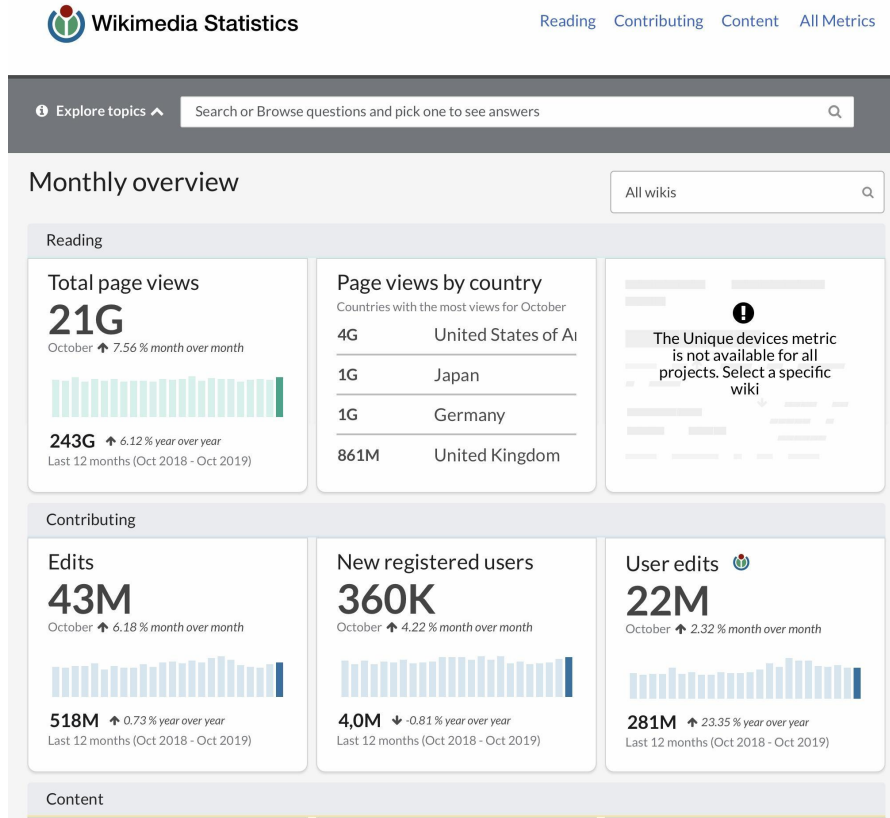 Wikimedia Statistics
Reading Contributing Content All Metrics
Explore topics
Search or Browse questions and pick one to see answers
Monthly overview
All wikis
Reading
Total page views
21G
October 7.56 % month over month
243G 6.12 % year over year
Last 12 months (Oct 2018 - Oct 2019)
Page views by country
Countries with the most views for October
4G United States of
1G Japan
1G Germany
861M United Kingdom
The Unique devices metric
is not available for all
projects. Select a specific
wiki
Contributing
Edits
43M
October 6.18 % month over month
518M 0.73 % year over year
Last 12 months (Oct 2018 - Oct 2019)
New registered users
360K
October 4.22 % month over month
4,0M -0.81 % year over year
Last 12 months (Oct 2018 - Oct 2019)
User edits
22M
October 2.32 % month over month
281M 23.35 % year over year
Last 12 months (Oct 2018 - Oct 2019)
Content